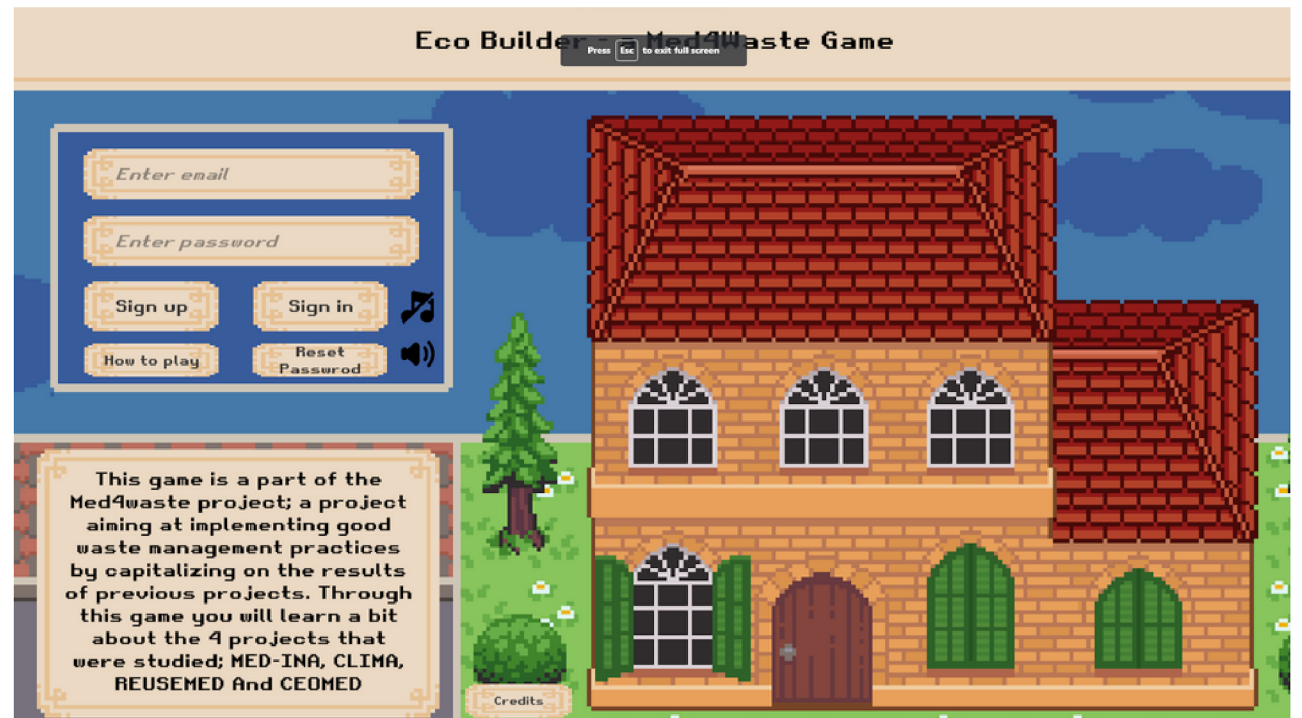 Eco Builder - a Med4Waste Game
Press Esc to exit full screen
Enter email
Enter password
Sign up
Sign in
How to play
Reset
Passwrod
This game is a part of the
Med4waste project; a project
aiming at implementing good
waste management practices
by capitalizing on the results
of previous projects. Through
this game you will learn a bit
about the 4 projects that
were studied; MED-INA, CLIMA,
REUSEMED And CEOMED
Credits